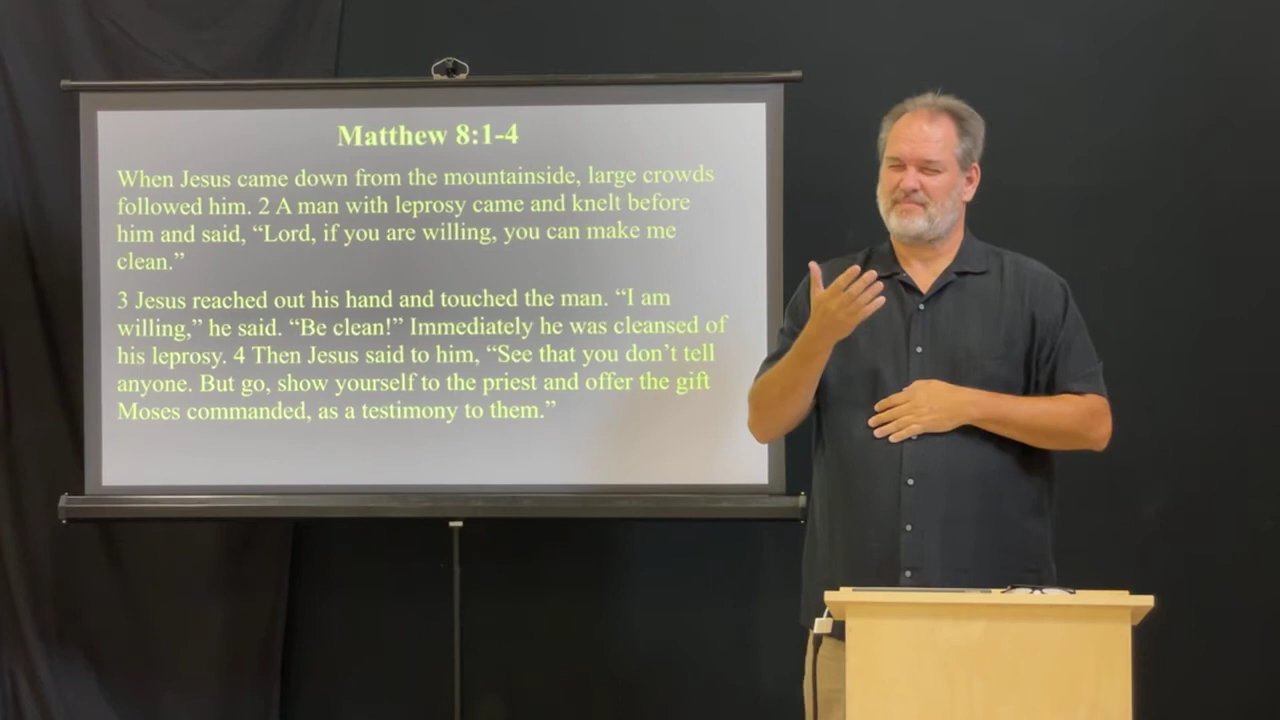 Matthew 8:1-4
When Jesus came down from the mountainside, large crowds
followed him. 2 A man with leprosy came and knelt before
him and said, “Lord, if you are willing, you can make me
clean.”
3 Jesus reached out his hand and touched the man. “I am
willing,” he said. “Be clean!” Immediately he was cleansed of
his leprosy. 4 Then Jesus said to him, “See that you don’t tell
anyone. But go, show yourself to the priest and offer the gift
Moses commanded, as a testimony to them.”